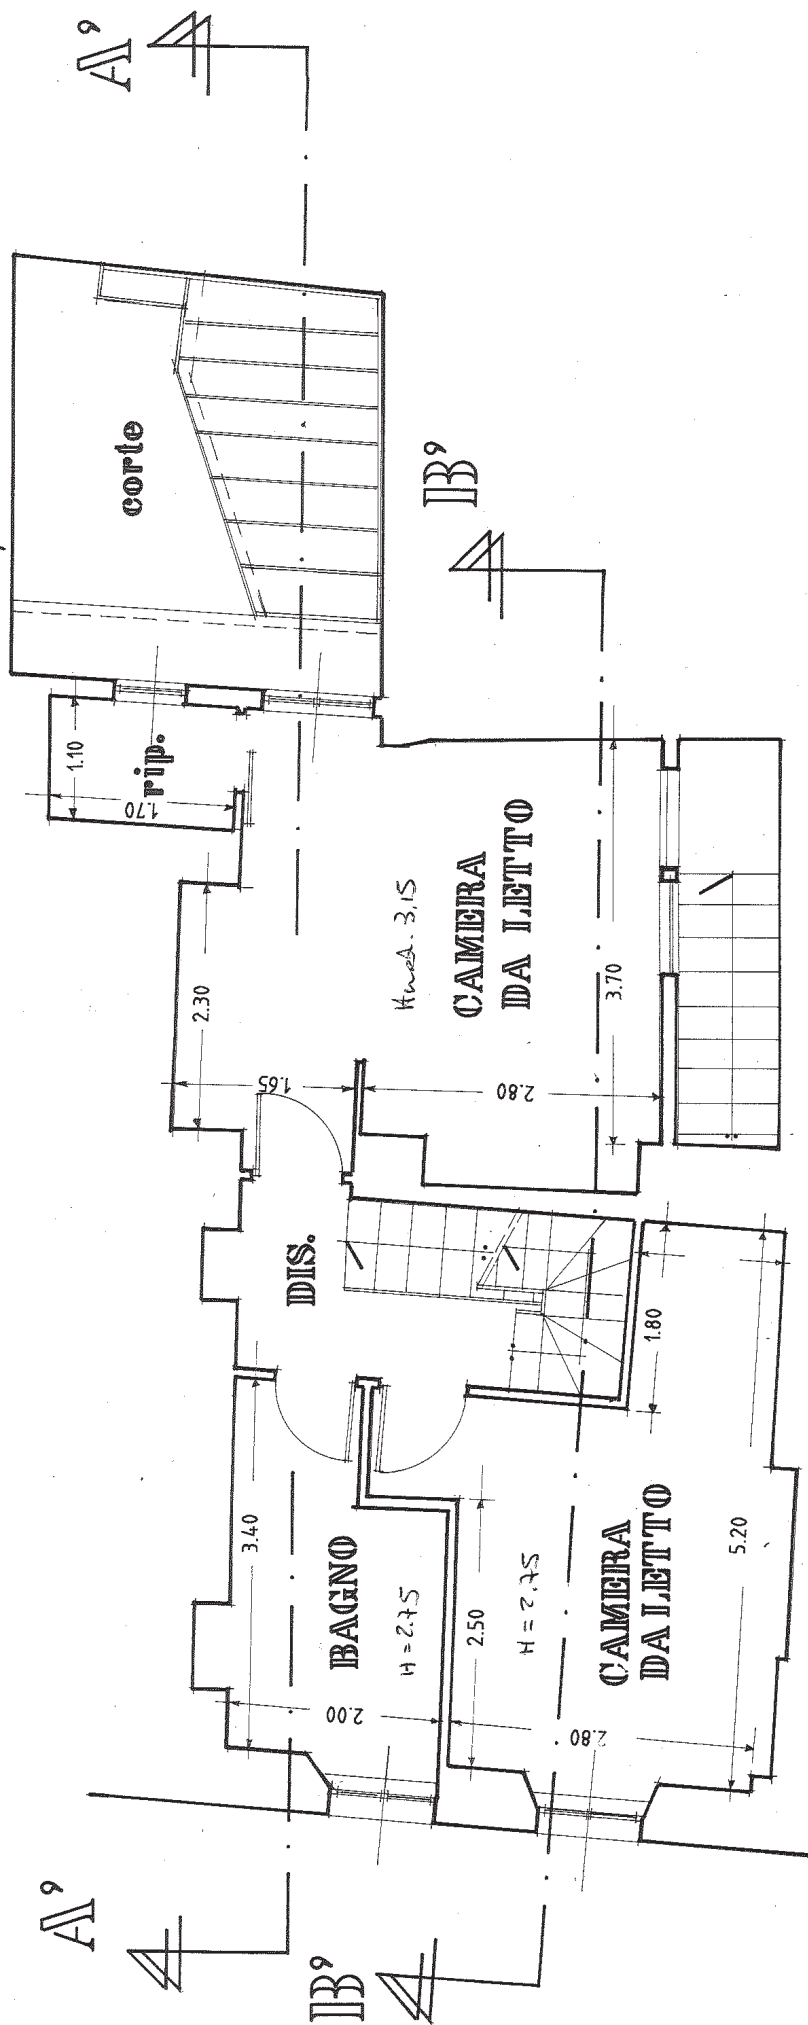 A'
A'
B'
B'
corte
rip.
1.10
1.70
2.30
1.65
CAMERA
DA LETTO
3.15
2.80
3.70
DIS.
BAGNO
H = 2.75
3.40
2.00
CAMERA
DA LETTO
H = 2.75
2.50
2.80
1.80
5.20